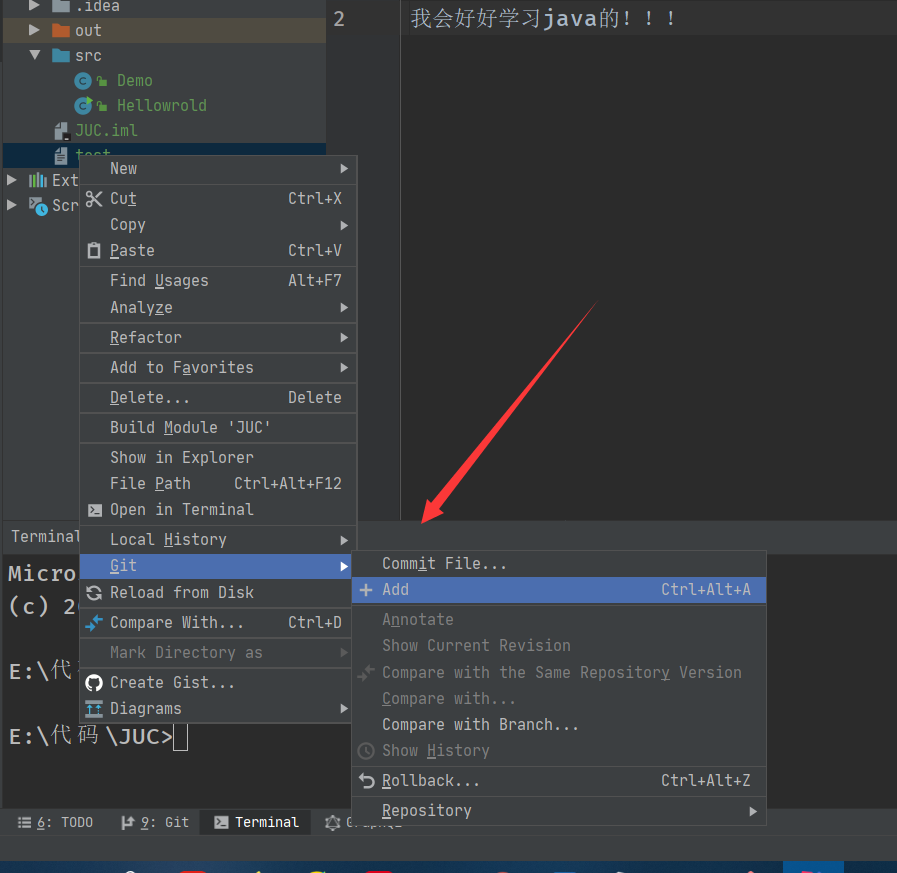 .idea
2
我会好好学习java的！！！
out
src
Demo
Hellowrold
JUC.iml
test
Ext
Scr
New
Cut Ctrl+X
Copy
Paste Ctrl+V
Find Usages Alt+F7
Analyze
Refactor
Add to Favorites
Delete... Delete
Build Module 'JUC'
Show in Explorer
File Path Ctrl+Alt+F12
Open in Terminal
Local History
Git
Reload from Disk
Compare With... Ctrl+D
Mark Directory as
Create Gist...
Diagrams
Commit File...
Add Ctrl+Alt+A
Annotate
Show Current Revision
Compare with the Same Repository Version
Compare with...
Compare with Branch...
Show History
Rollback... Ctrl+Alt+Z
Repository
Terminal
Micro
(c) 2
E:\代
E:\代码\JUC>
6: TODO
9: Git
Terminal